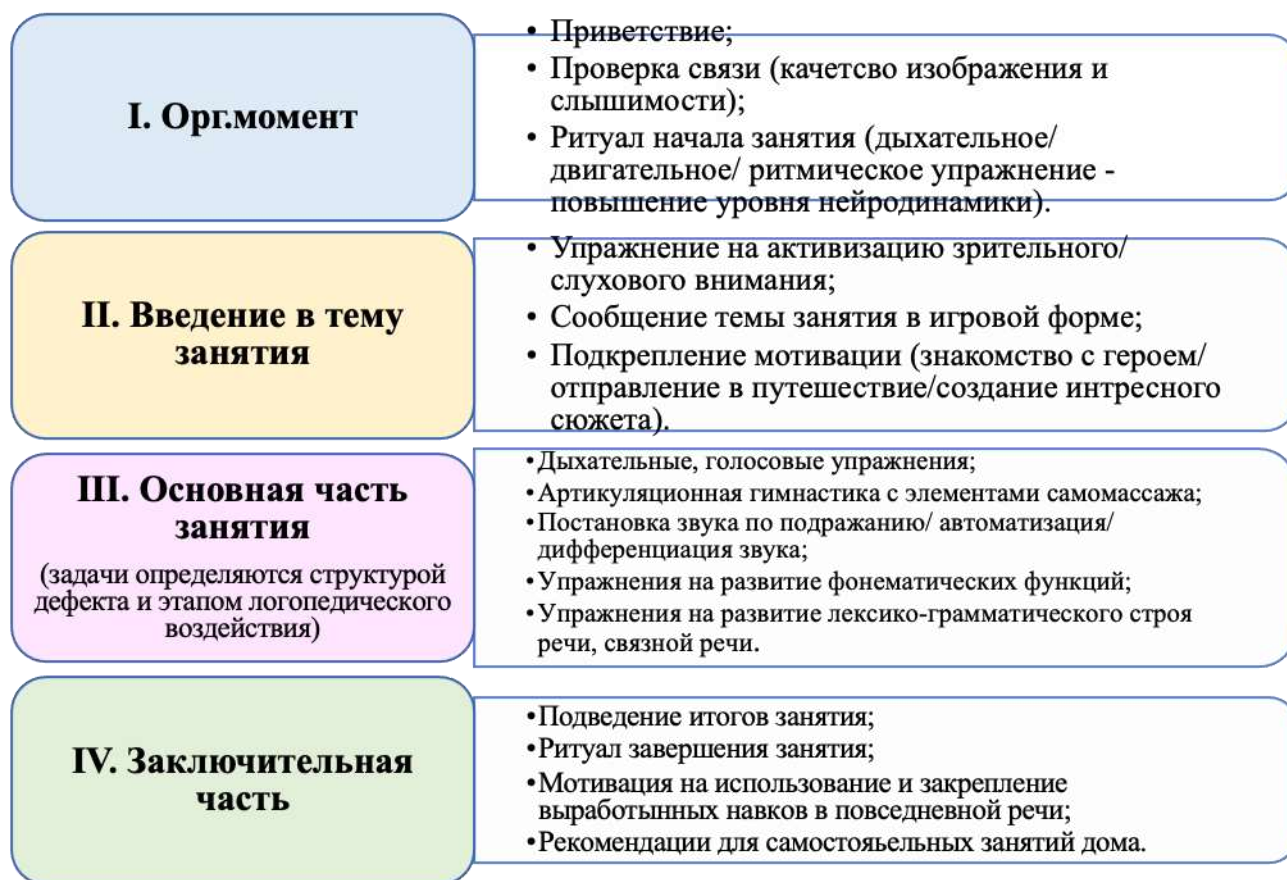 I. Орг.момент
• Приветствие;
• Проверка связи (качетсво изображения и
слышимости);
• Ритуал начала занятия (дыхательное/
двигательное/ ритмическое упражнение -
повышение уровня нейродинамики).
II. Введение в тему
занятия
• Упражнение на активизацию зрительного/
слухового внимания;
• Сообщение темы занятия в игровой форме;
• Подкрепление мотивации (знакомство с героем/
отправление в путешествие/создание интресного
сюжета).
III. Основная часть
занятия
(задачи определяются структурой
дефекта и этапом логопедического
воздействия)
•Дыхательные, голосовые упражнения;
•Артикуляционная гимнастика с элементами самомассажа;
•Постановка звука по подражанию/ автоматизация/
дифференциация звука;
•Упражнения на развитие фонематических функций;
•Упражнения на развитие лексико-грамматического строя
речи, связной речи.
IV. Заключительная
часть
•Подведение итогов занятия;
•Ритуал завершения занятия;
•Мотивация на использование и закрепление
выработынных навков в повседневной речи;
•Рекомендации для самостояьельных занятий дома.